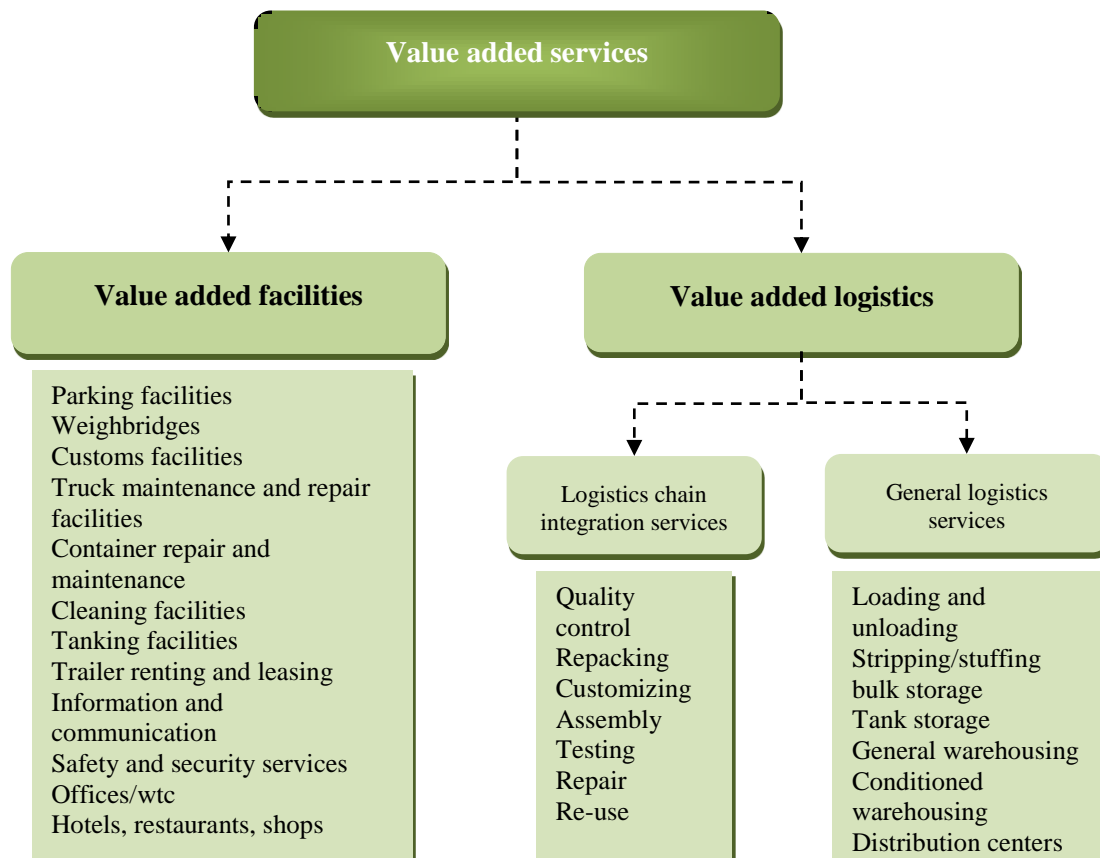 Value added services
Value added facilities
Parking facilities
Weighbridges
Customs facilities
Truck maintenance and repair
facilities
Container repair and
maintenance
Cleaning facilities
Tanking facilities
Trailer renting and leasing
Information and
communication
Safety and security services
Offices/wtc
Hotels, restaurants, shops
Value added logistics
Logistics chain
integration services
Quality
control
Repacking
Customizing
Assembly
Testing
Repair
Re-use
General logistics
services
Loading and
unloading
Stripping/stuffing
bulk storage
Tank storage
General warehousing
Conditioned
warehousing
Distribution centers